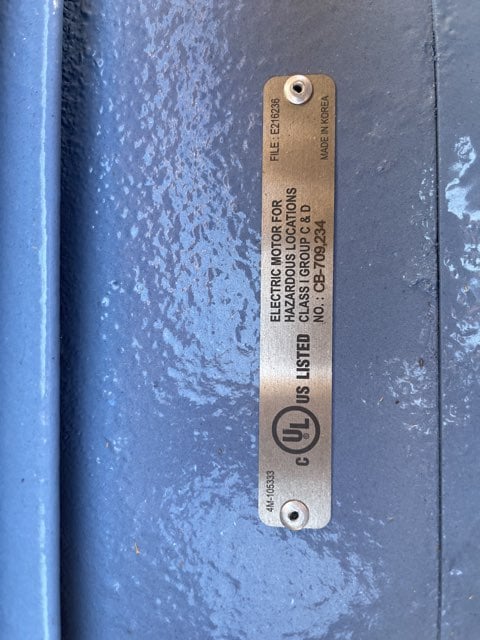 FILE : E216236
MADE IN KOREA
ELECTRIC MOTOR FOR
HAZARDOUS LOCATIONS
CLASS I GROUP C & D
NO. : CB-709,234
C UL ® US LISTED
4M-105333